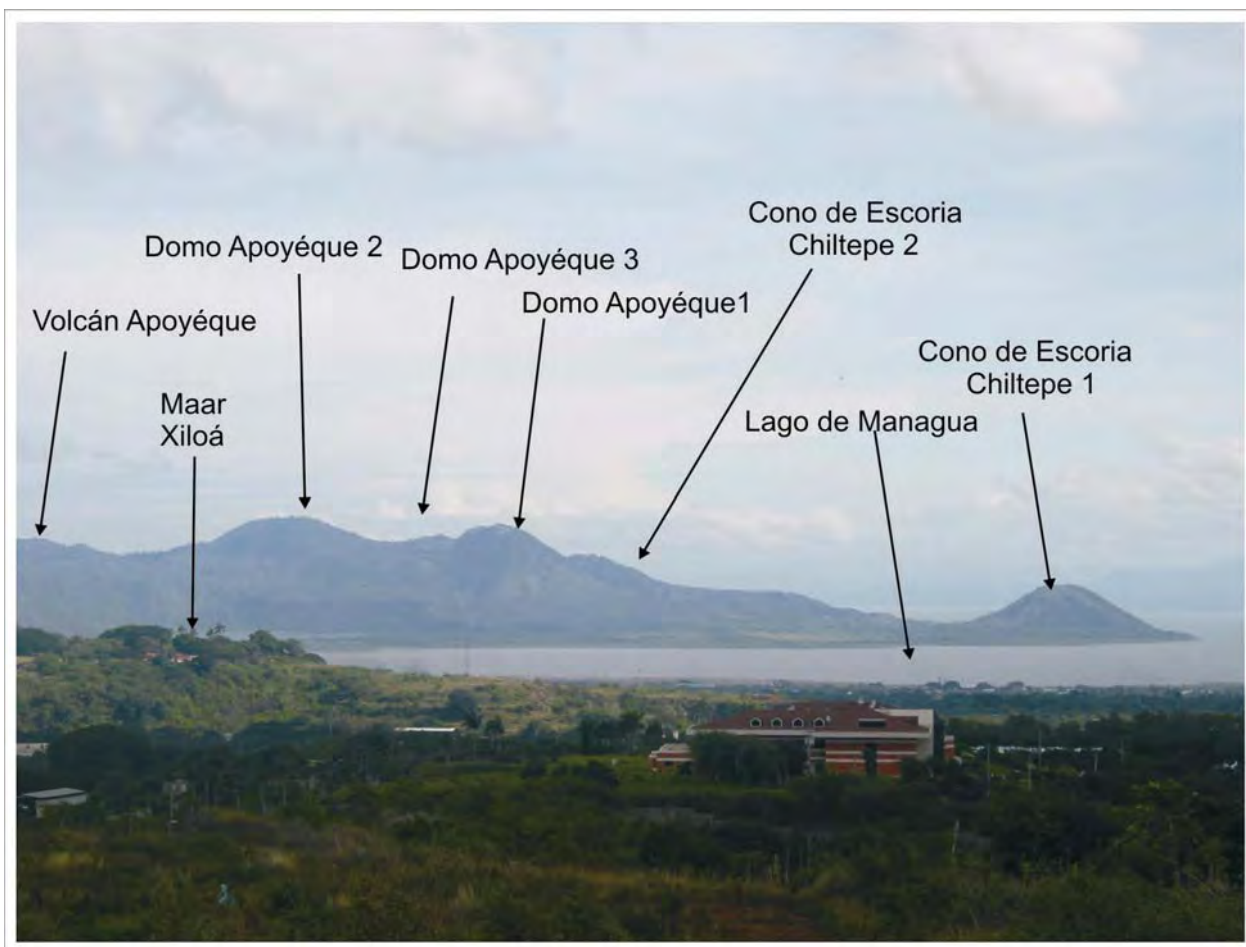 Cono de Escoria
Chiltepe 2
Domo Apoyéque 2
Domo Apoyéque 3
Domo Apoyéque1
Volcán Apoyéque
Cono de Escoria
Chiltepe 1
Maar
Xiloá
Lago de Managua